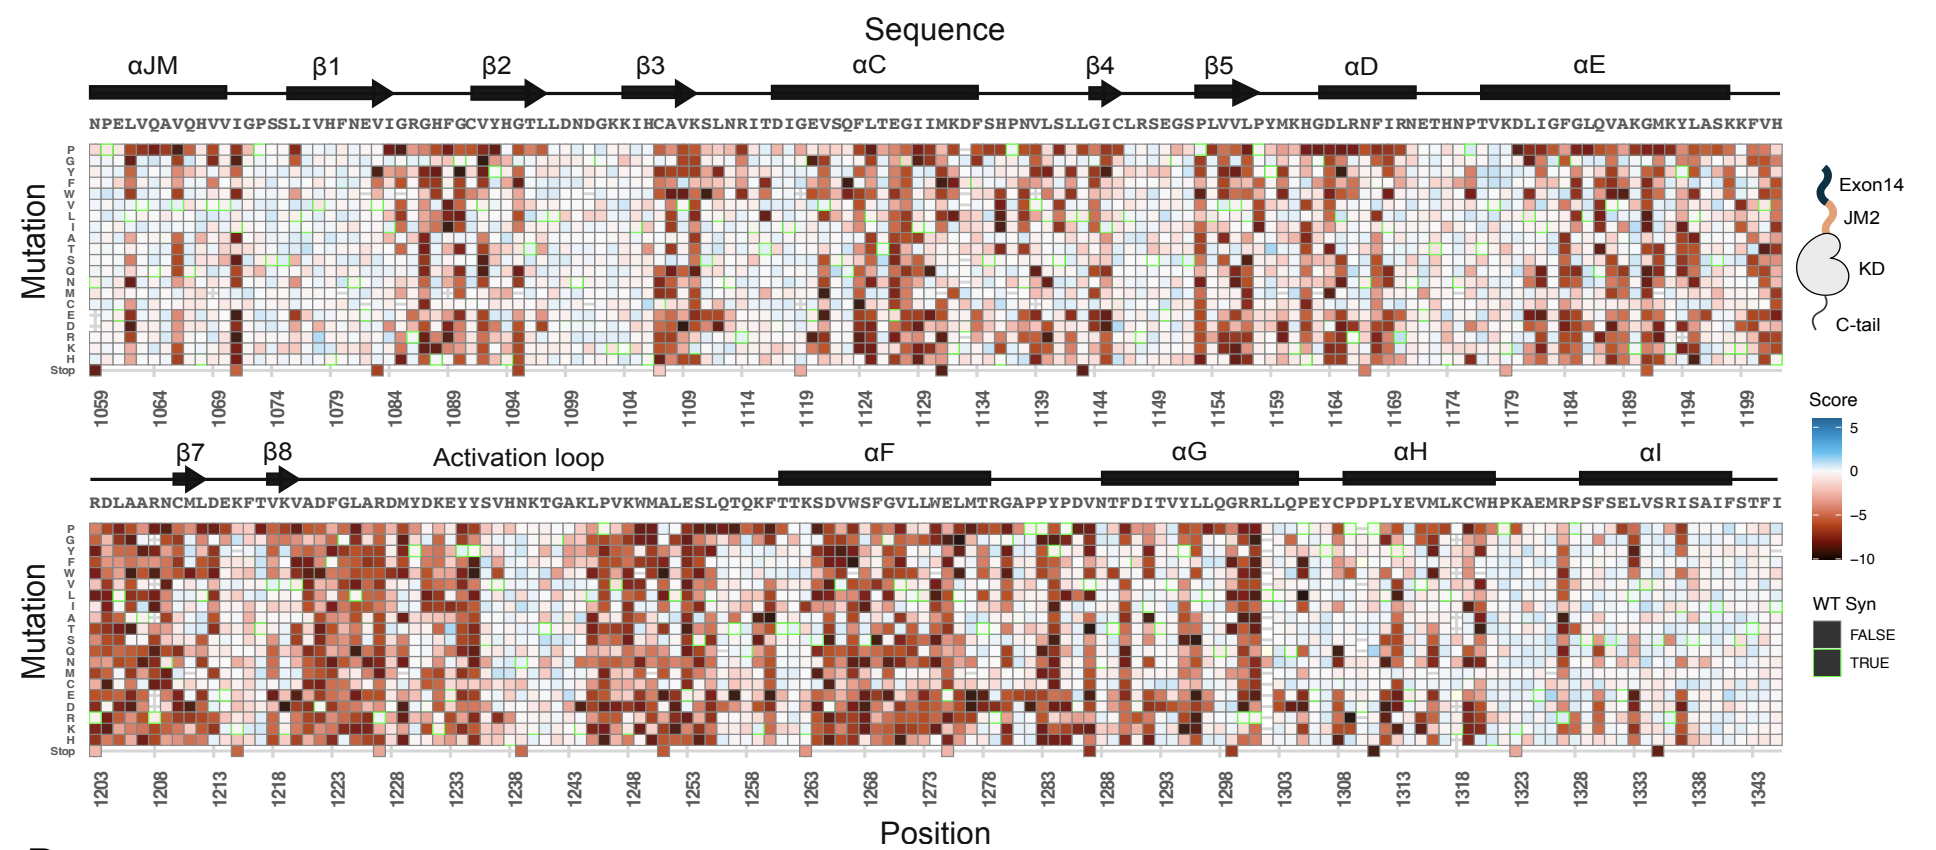 Sequence
αJM β1 β2 β3 αC β4 β5 αD αE
NPELVQAVQHVVIGPSSLIVHFNEVIGRGHFGCVYHGTLLDNDGKKIHCAVKSLNRITDIGEVSQFLTEGIIMKDFSHPNVLSLLGICLRSEGSPLVVLPYMKHGDLRNFIRNETHNPTVKDLIGFGLQVAKGMKYLASKKFVH
Mutation
P
G
Y
F
W
V
L
I
A
T
S
Q
N
M
C
E
D
R
K
H
Stop
1059 1064 1069 1074 1079 1084 1089 1094 1099 1104 1109 1114 1119 1124 1129 1134 1139 1144 1149 1154 1159 1164 1169 1174 1179 1184 1189 1194 1199
β7 β8 Activation loop αF αG αH αI
RDLAARNCMLDEKFTVKVADFGLARDMYDKEYYSVHNKTGAKLPVKWMALESLQTQKFTTKSDVWSFGVLLWELMTRGAPPYPDVNTFDITVYLLQGRRLLQPEYCPDPLYEVMLKCWHPKAEMRPSFSELVSRISAIFSTFI
Mutation
P
G
Y
F
W
V
L
I
A
T
S
Q
N
M
C
E
D
R
K
H
Stop
1203 1208 1213 1218 1223 1228 1233 1238 1243 1248 1253 1258 1263 1268 1273 1278 1283 1288 1293 1298 1303 1308 1313 1318 1323 1328 1333 1338 1343
Position
Exon14
JM2
KD
C-tail
Score
5
0
−5
−10
WT Syn
FALSE
TRUE